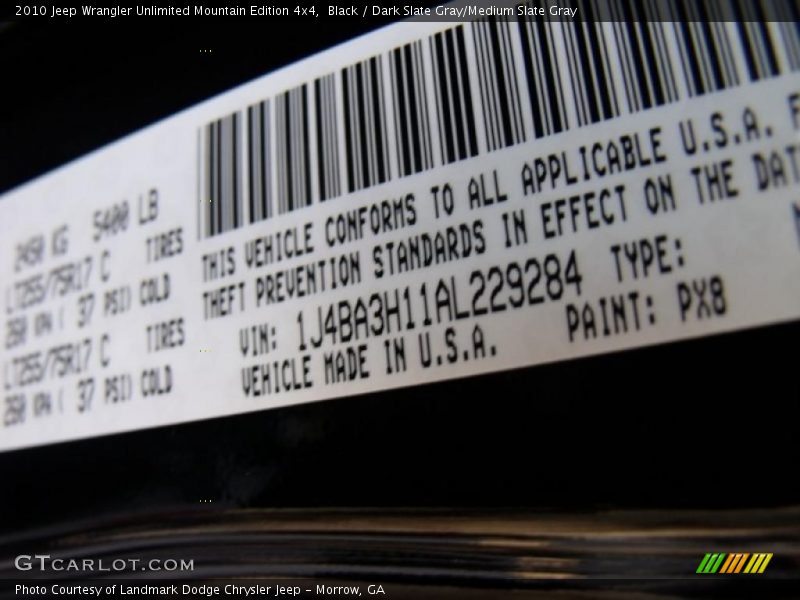 2010 Jeep Wrangler Unlimited Mountain Edition 4x4, Black / Dark Slate Gray/Medium Slate Gray
2450 KG 5400 LB
LT255/75R17 C TIRES
260 KPA ( 37 PSI) COLD
LT255/75R17 C TIRES
260 KPA ( 37 PSI) COLD
THIS VEHICLE CONFORMS TO ALL APPLICABLE U.S.A.
THEFT PREVENTION STANDARDS IN EFFECT ON THE
VIN: 1J4BA3H11AL229284 TYPE:
VEHICLE MADE IN U.S.A. PAINT: PX8
GTCARLOT.COM
Photo Courtesy of Landmark Dodge Chrysler Jeep – Morrow, GA